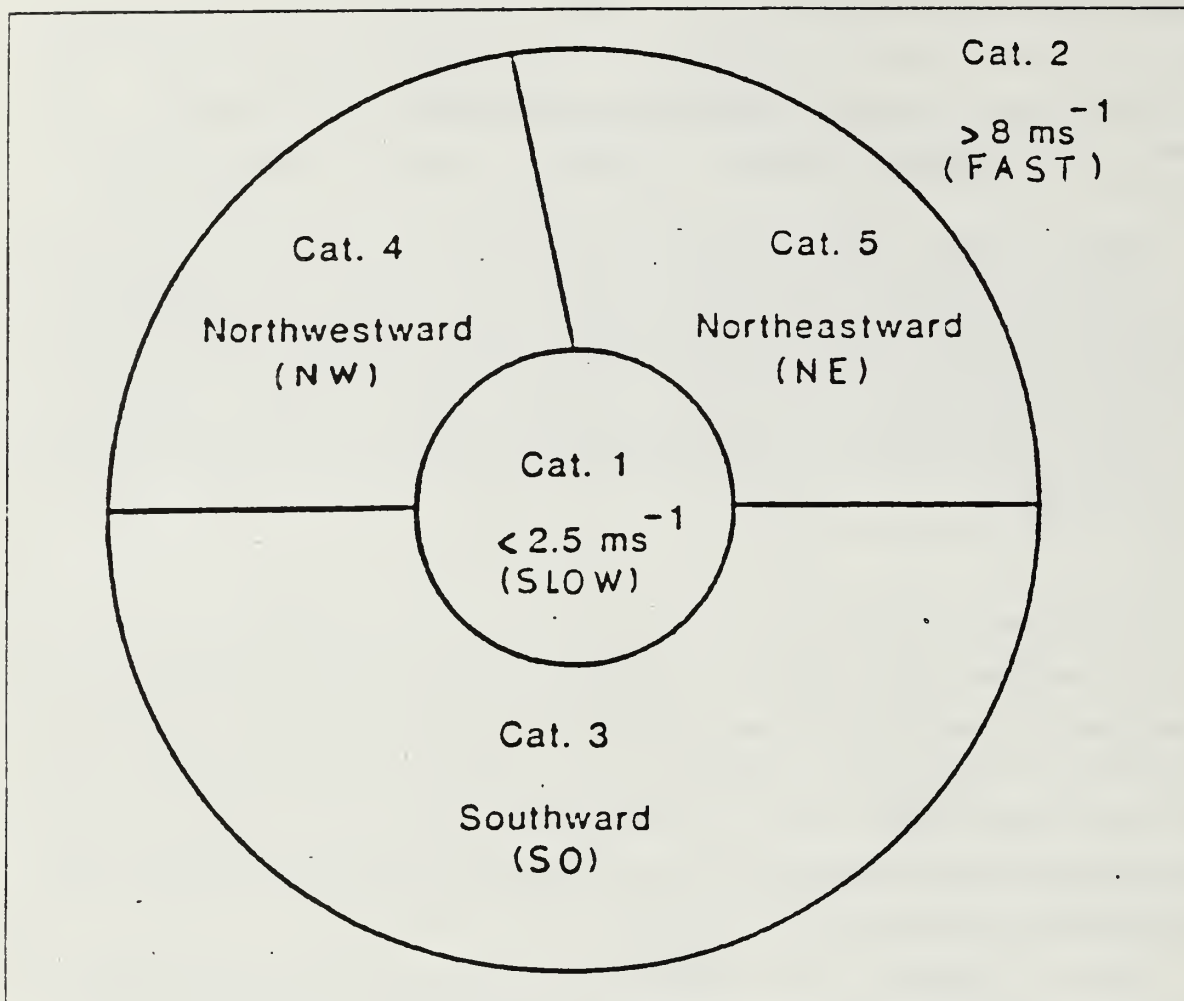 Cat. 2
> 8 ms⁻¹
(FAST)
Cat. 4
Northwestward
(NW)
Cat. 5
Northeastward
(NE)
Cat. 1
< 2.5 ms⁻¹
(SLOW)
Cat. 3
Southward
(SO)